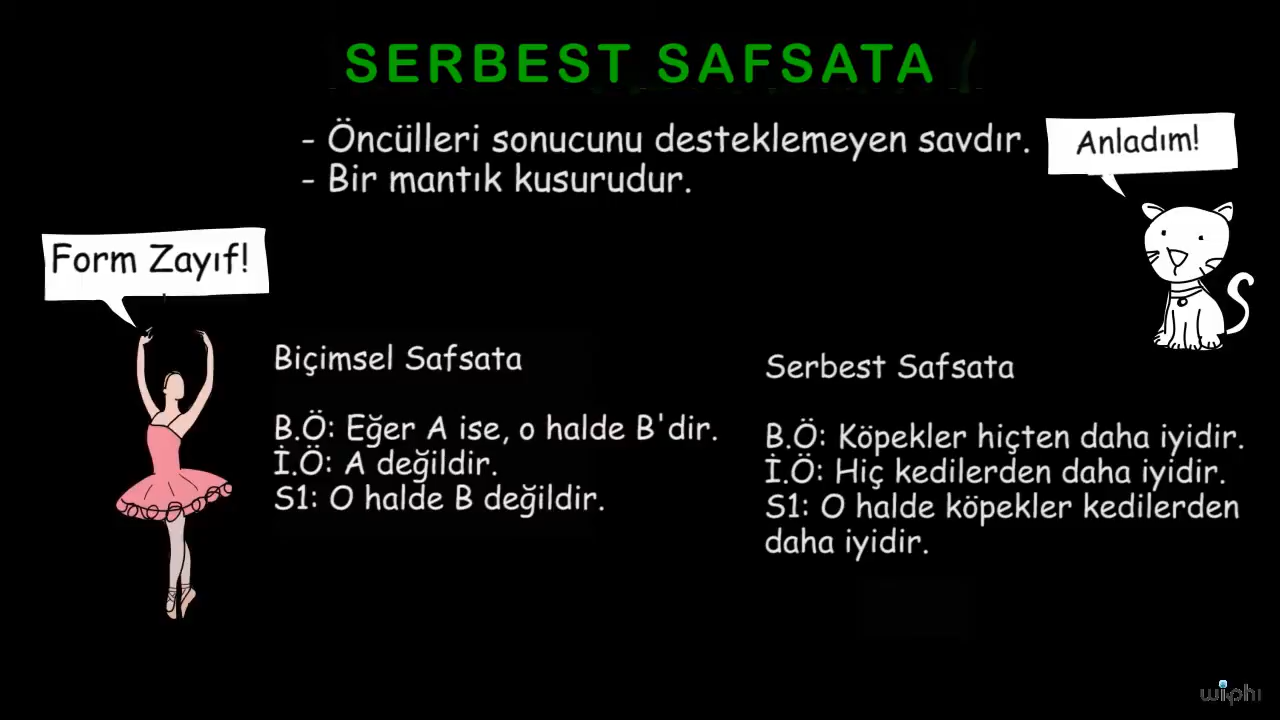 SERBEST SAFSATA
- Öncülleri sonucunu desteklemeyen savdır.
- Bir mantık kusurudur.
Anladım!
Form Zayıf!
Biçimsel Safsata
B.Ö: Eğer A ise, o halde B'dir.
İ.Ö: A değildir.
S1: O halde B değildir.
Serbest Safsata
B.Ö: Köpekler hiçten daha iyidir.
İ.Ö: Hiç kedilerden daha iyidir.
S1: O halde köpekler kedilerden
daha iyidir.
wiphi